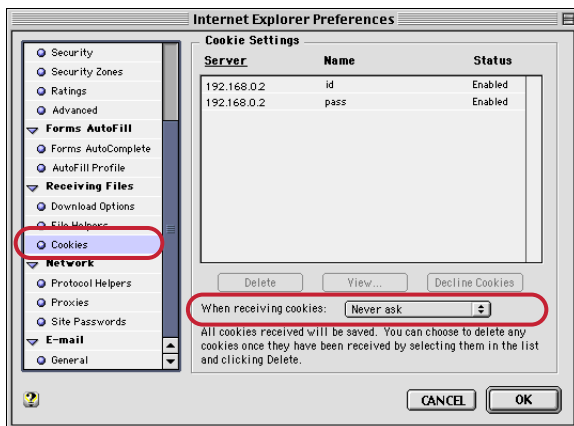 Internet Explorer Preferences
Security
Security Zones
Ratings
Advanced
Forms AutoFill
Forms AutoComplete
AutoFill Profile
Receiving Files
Download Options
File Helpers
Cookies
Network
Protocol Helpers
Proxies
Site Passwords
E-mail
General
Cookie Settings
Server Name Status
192.168.0.2 id Enabled
192.168.0.2 pass Enabled
Delete View... Decline Cookies
When receiving cookies: Never ask
All cookies received will be saved. You can choose to delete any
cookies once they have been received by selecting them in the list
and clicking Delete.
?
CANCEL OK